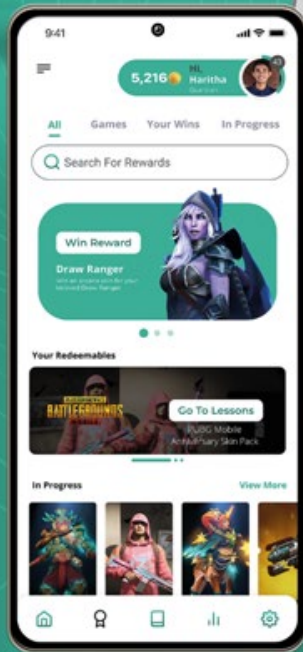 9:41
5,216
Hi,
Haritha
All Games Your Wins In Progress
Search For Rewards
Win Reward
Draw Ranger
Your Redeemables
BATTLEGROUNDS
Go To Lessons
PUBG Mobile
Anniversary Skin Pack
In Progress View More